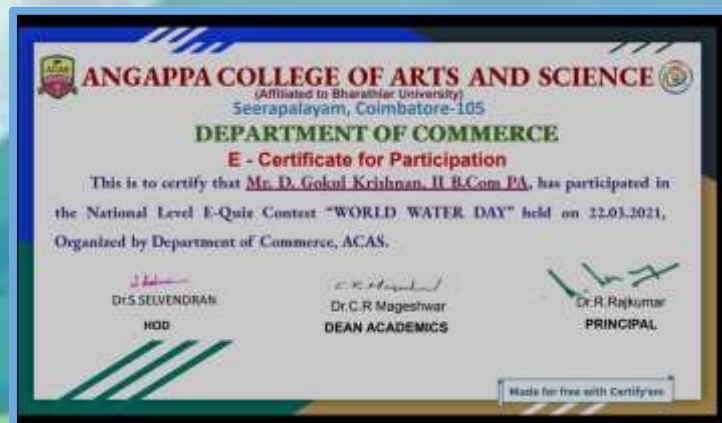 ACAS
ANGAPPA COLLEGE OF ARTS AND SCIENCE
(Affiliated to Bharathiar University)
Seerapalayam, Coimbatore-105
DEPARTMENT OF COMMERCE
E - Certificate for Participation
This is to certify that Mr. D. Gokul Krishnan, II B.Com PA, has participated in
the National Level E-Quiz Contest "WORLD WATER DAY" held on 22.03.2021,
Organized by Department of Commerce, ACAS.
Dr.S.SELVENDRAN
HOD
Dr.C.R Mageshwar
DEAN ACADEMICS
Dr.R.Rajkumar
PRINCIPAL
Made for free with Certify'em